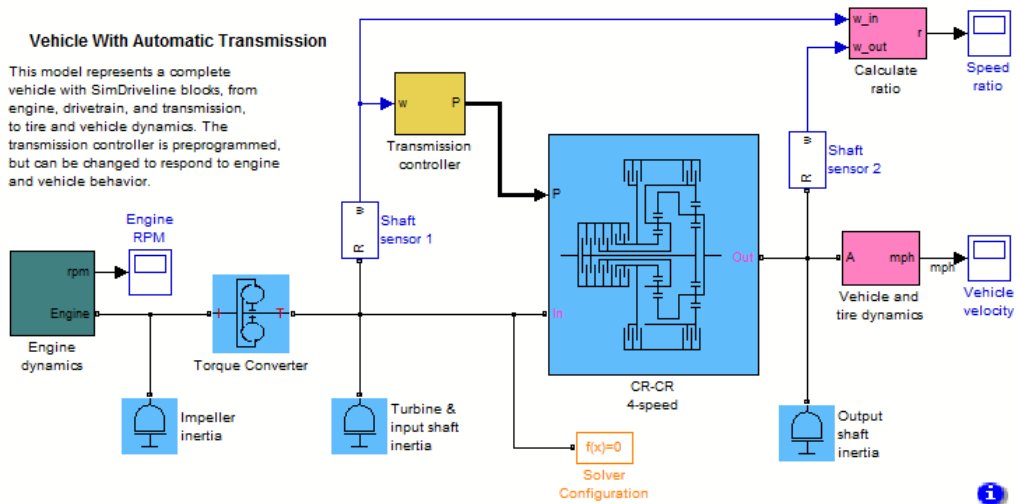 Vehicle With Automatic Transmission
This model represents a complete
vehicle with SimDriveline blocks, from
engine, drivetrain, and transmission,
to tire and vehicle dynamics. The
transmission controller is preprogrammed,
but can be changed to respond to engine
and vehicle behavior.
w_in
w_out
r
Calculate
ratio
Speed
ratio
w
P
Transmission
controller
w
R
Shaft
sensor 1
w
R
Shaft
sensor 2
Engine
RPM
rpm
Engine
Engine
dynamics
I
T
Torque Converter
P
In
Out
CR-CR
4-speed
A
mph
mph
Vehicle and
tire dynamics
Vehicle
velocity
Impeller
inertia
Turbine &
input shaft
inertia
f(x)=0
Solver
Configuration
Output
shaft
inertia
i